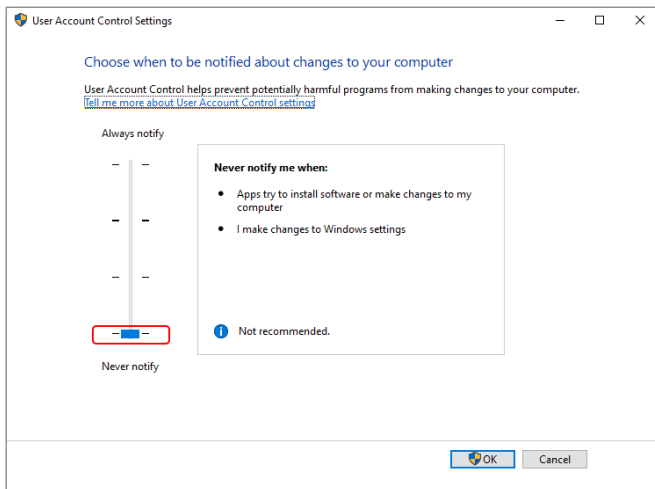 User Account Control Settings
Choose when to be notified about changes to your computer
User Account Control helps prevent potentially harmful programs from making changes to your computer.
Tell me more about User Account Control settings
Always notify
Never notify me when:
• Apps try to install software or make changes to my
computer
• I make changes to Windows settings
Not recommended.
Never notify
OK
Cancel